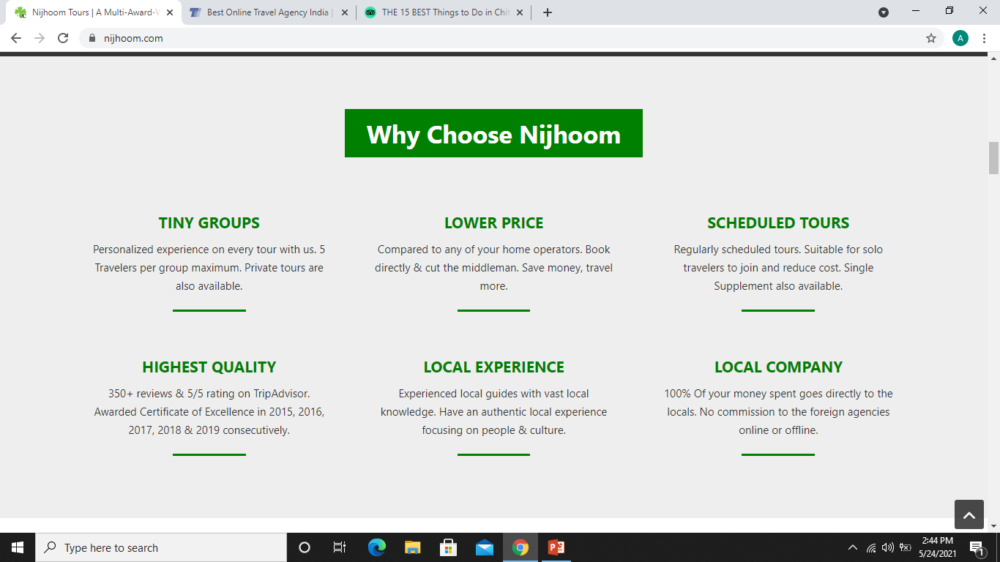 Nijhoom Tours | A Multi-Award-W
Best Online Travel Agency India |
THE 15 BEST Things to Do in Chit
nijhoom.com
A
Why Choose Nijhoom
TINY GROUPS
Personalized experience on every tour with us. 5
Travelers per group maximum. Private tours are
also available.
LOWER PRICE
Compared to any of your home operators. Book
directly & cut the middleman. Save money, travel
more.
SCHEDULED TOURS
Regularly scheduled tours. Suitable for solo
travelers to join and reduce cost. Single
Supplement also available.
HIGHEST QUALITY
350+ reviews & 5/5 rating on TripAdvisor.
Awarded Certificate of Excellence in 2015, 2016,
2017, 2018 & 2019 consecutively.
LOCAL EXPERIENCE
Experienced local guides with vast local
knowledge. Have an authentic local experience
focusing on people & culture.
LOCAL COMPANY
100% Of your money spent goes directly to the
locals. No commission to the foreign agencies
online or offline.
Type here to search
2:44 PM
5/24/2021
1